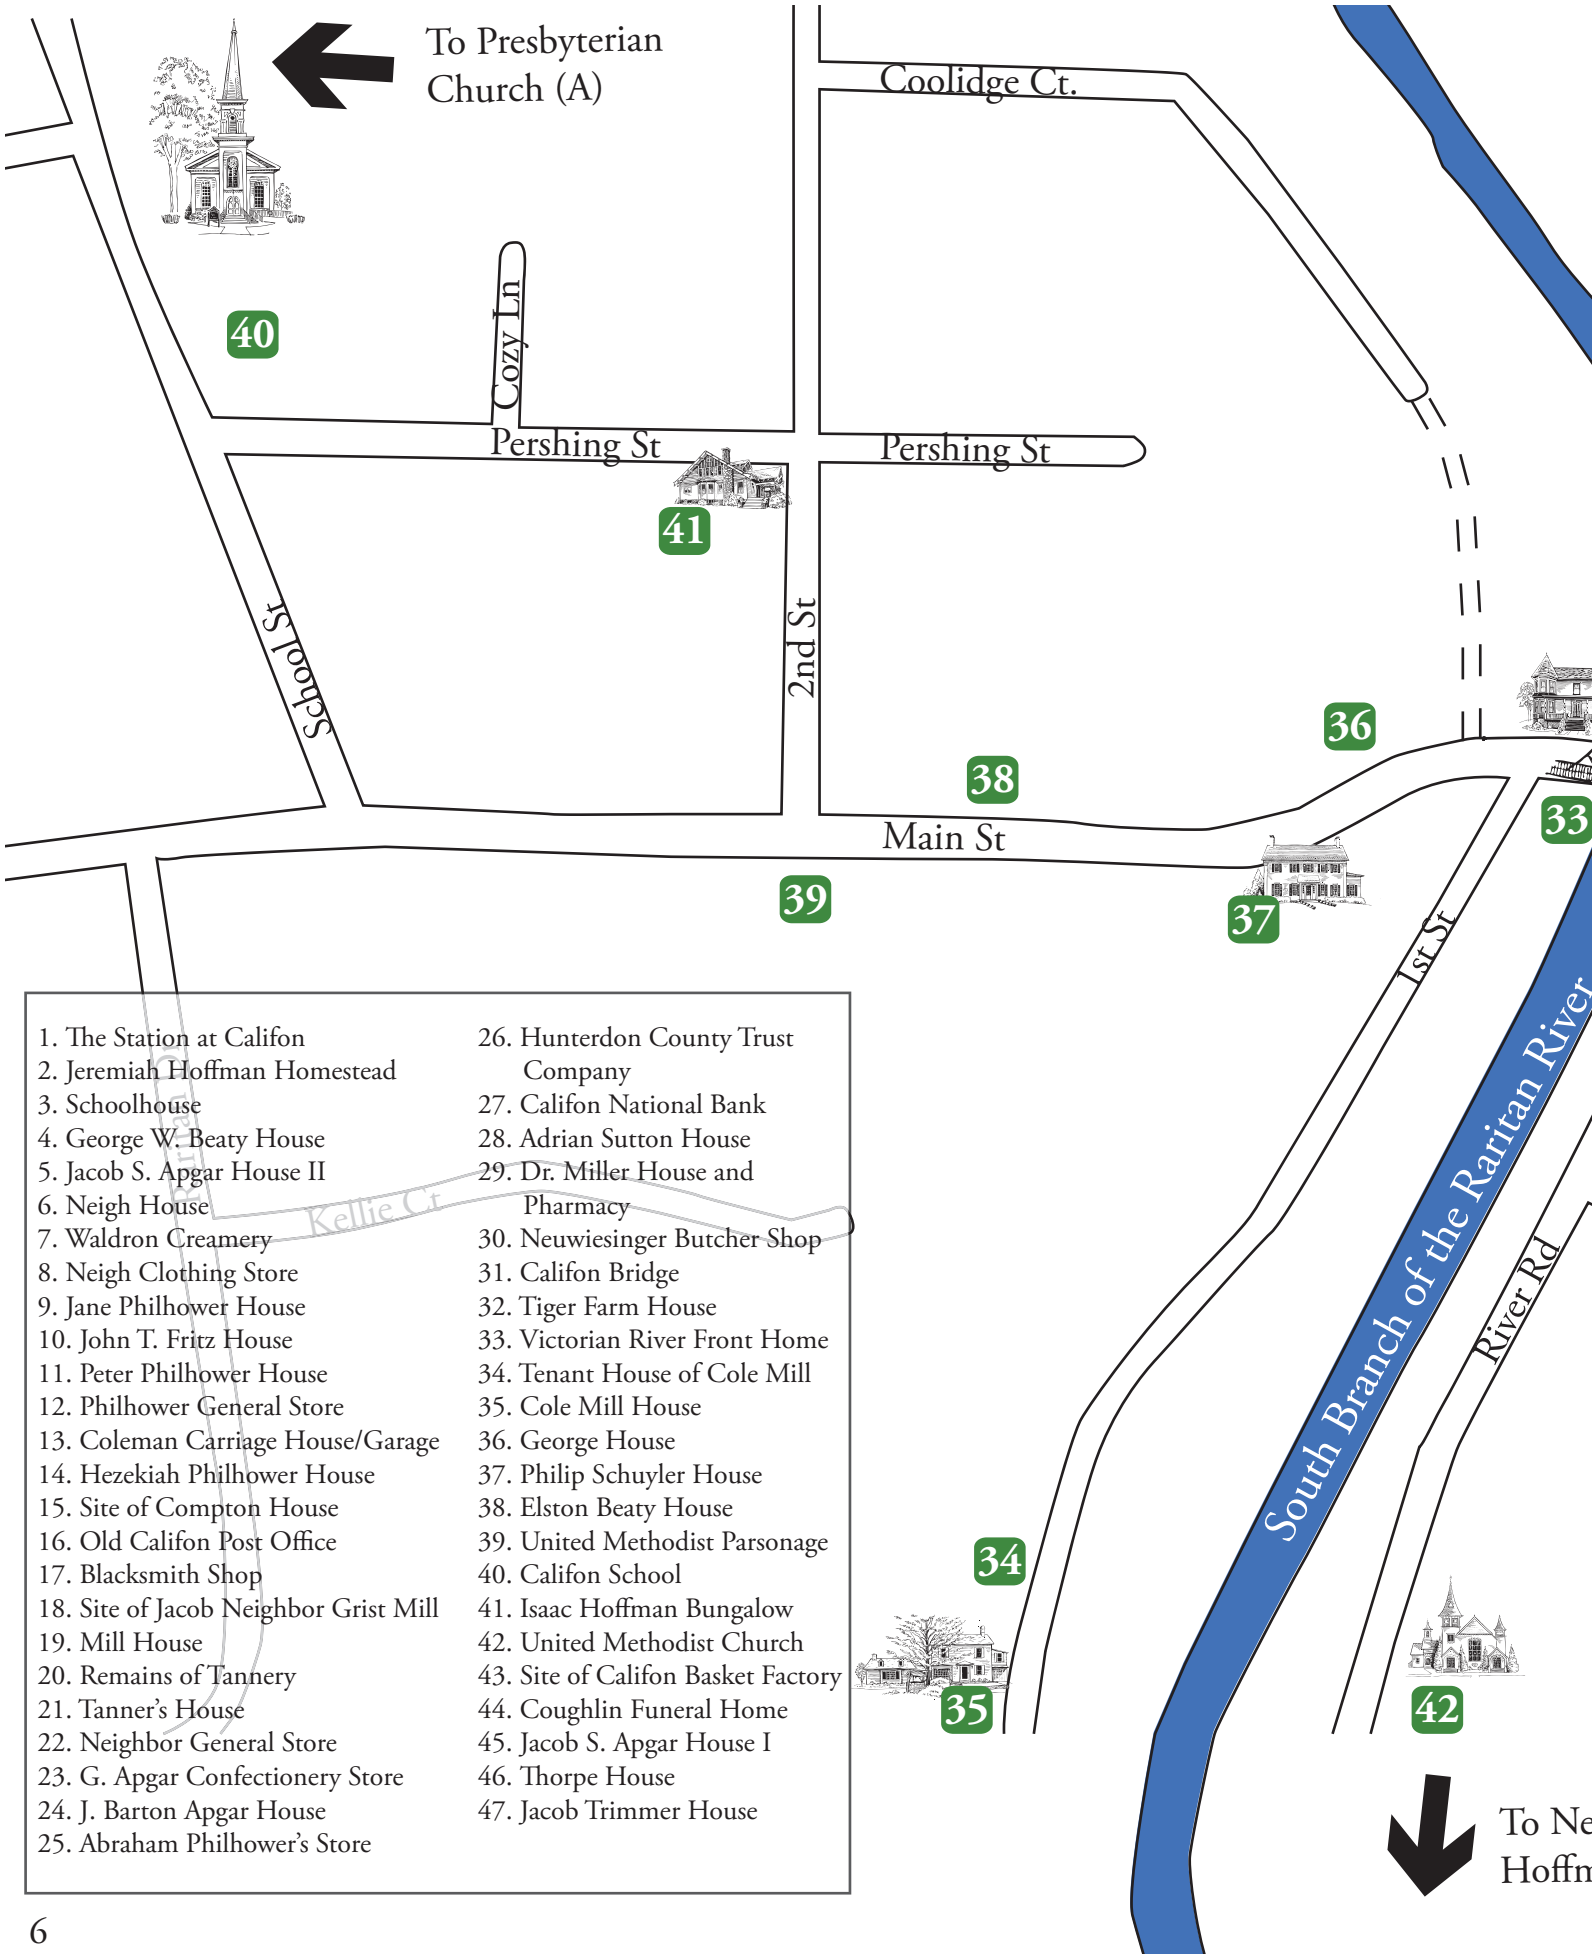 To Presbyterian
Church (A)
Coolidge Ct.
Cozy Ln
40
Pershing St
Pershing St
41
School St
2nd St
36
38
33
Main St
39
37
1st St
South Branch of the Raritan River
River Rd
34
35
42
To Ne
Hoffm
Raritan Dr
Kellie Ct
1. The Station at Califon
2. Jeremiah Hoffman Homestead
3. Schoolhouse
4. George W. Beaty House
5. Jacob S. Apgar House II
6. Neigh House
7. Waldron Creamery
8. Neigh Clothing Store
9. Jane Philhower House
10. John T. Fritz House
11. Peter Philhower House
12. Philhower General Store
13. Coleman Carriage House/Garage
14. Hezekiah Philhower House
15. Site of Compton House
16. Old Califon Post Office
17. Blacksmith Shop
18. Site of Jacob Neighbor Grist Mill
19. Mill House
20. Remains of Tannery
21. Tanner's House
22. Neighbor General Store
23. G. Apgar Confectionery Store
24. J. Barton Apgar House
25. Abraham Philhower's Store
26. Hunterdon County Trust
Company
27. Califon National Bank
28. Adrian Sutton House
29. Dr. Miller House and
Pharmacy
30. Neuwiesinger Butcher Shop
31. Califon Bridge
32. Tiger Farm House
33. Victorian River Front Home
34. Tenant House of Cole Mill
35. Cole Mill House
36. George House
37. Philip Schuyler House
38. Elston Beaty House
39. United Methodist Parsonage
40. Califon School
41. Isaac Hoffman Bungalow
42. United Methodist Church
43. Site of Califon Basket Factory
44. Coughlin Funeral Home
45. Jacob S. Apgar House I
46. Thorpe House
47. Jacob Trimmer House
6